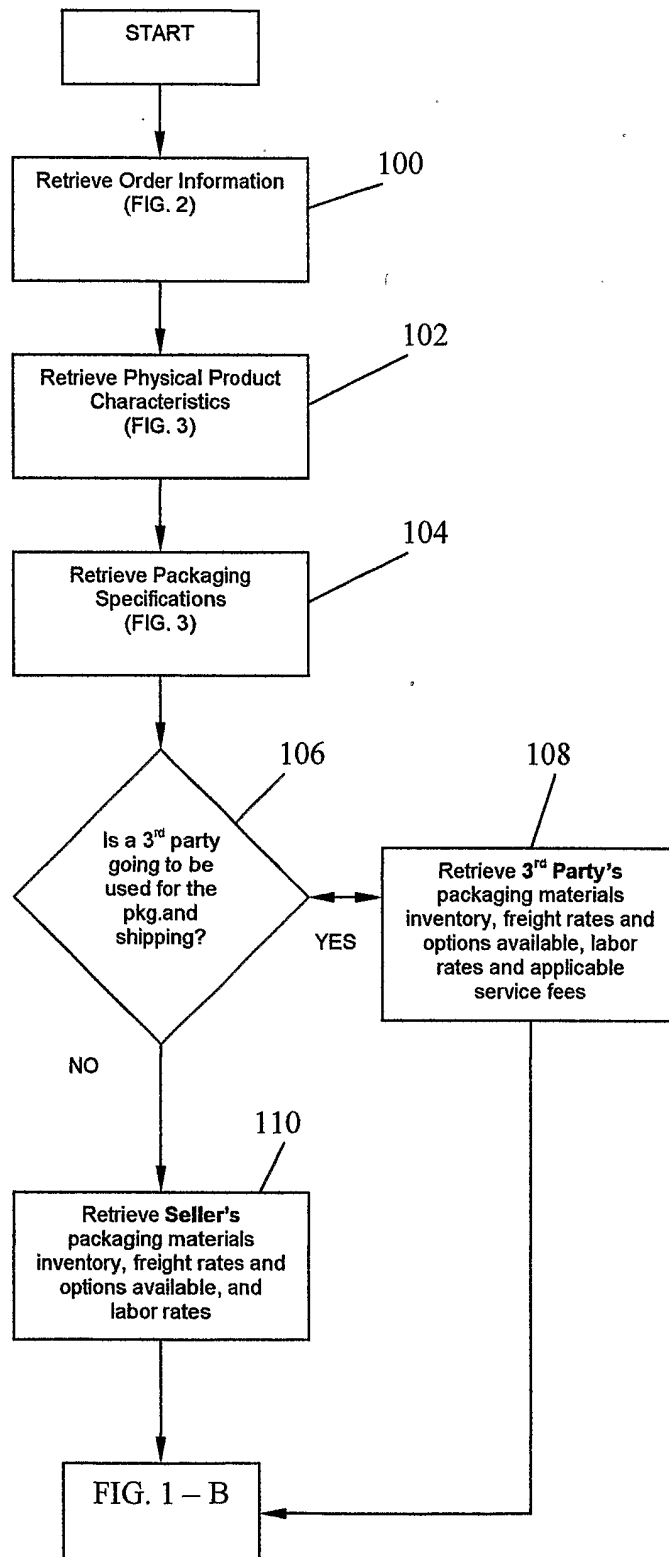 START
100
Retrieve Order Information
(FIG. 2)
102
Retrieve Physical Product
Characteristics
(FIG. 3)
104
Retrieve Packaging
Specifications
(FIG. 3)
106
Is a 3rd party
going to be
used for the
pkg.and
shipping?
YES
NO
108
Retrieve 3rd Party's
packaging materials
inventory, freight rates and
options available, labor
rates and applicable
service fees
110
Retrieve Seller's
packaging materials
inventory, freight rates and
options available, and
labor rates
FIG. 1 – B